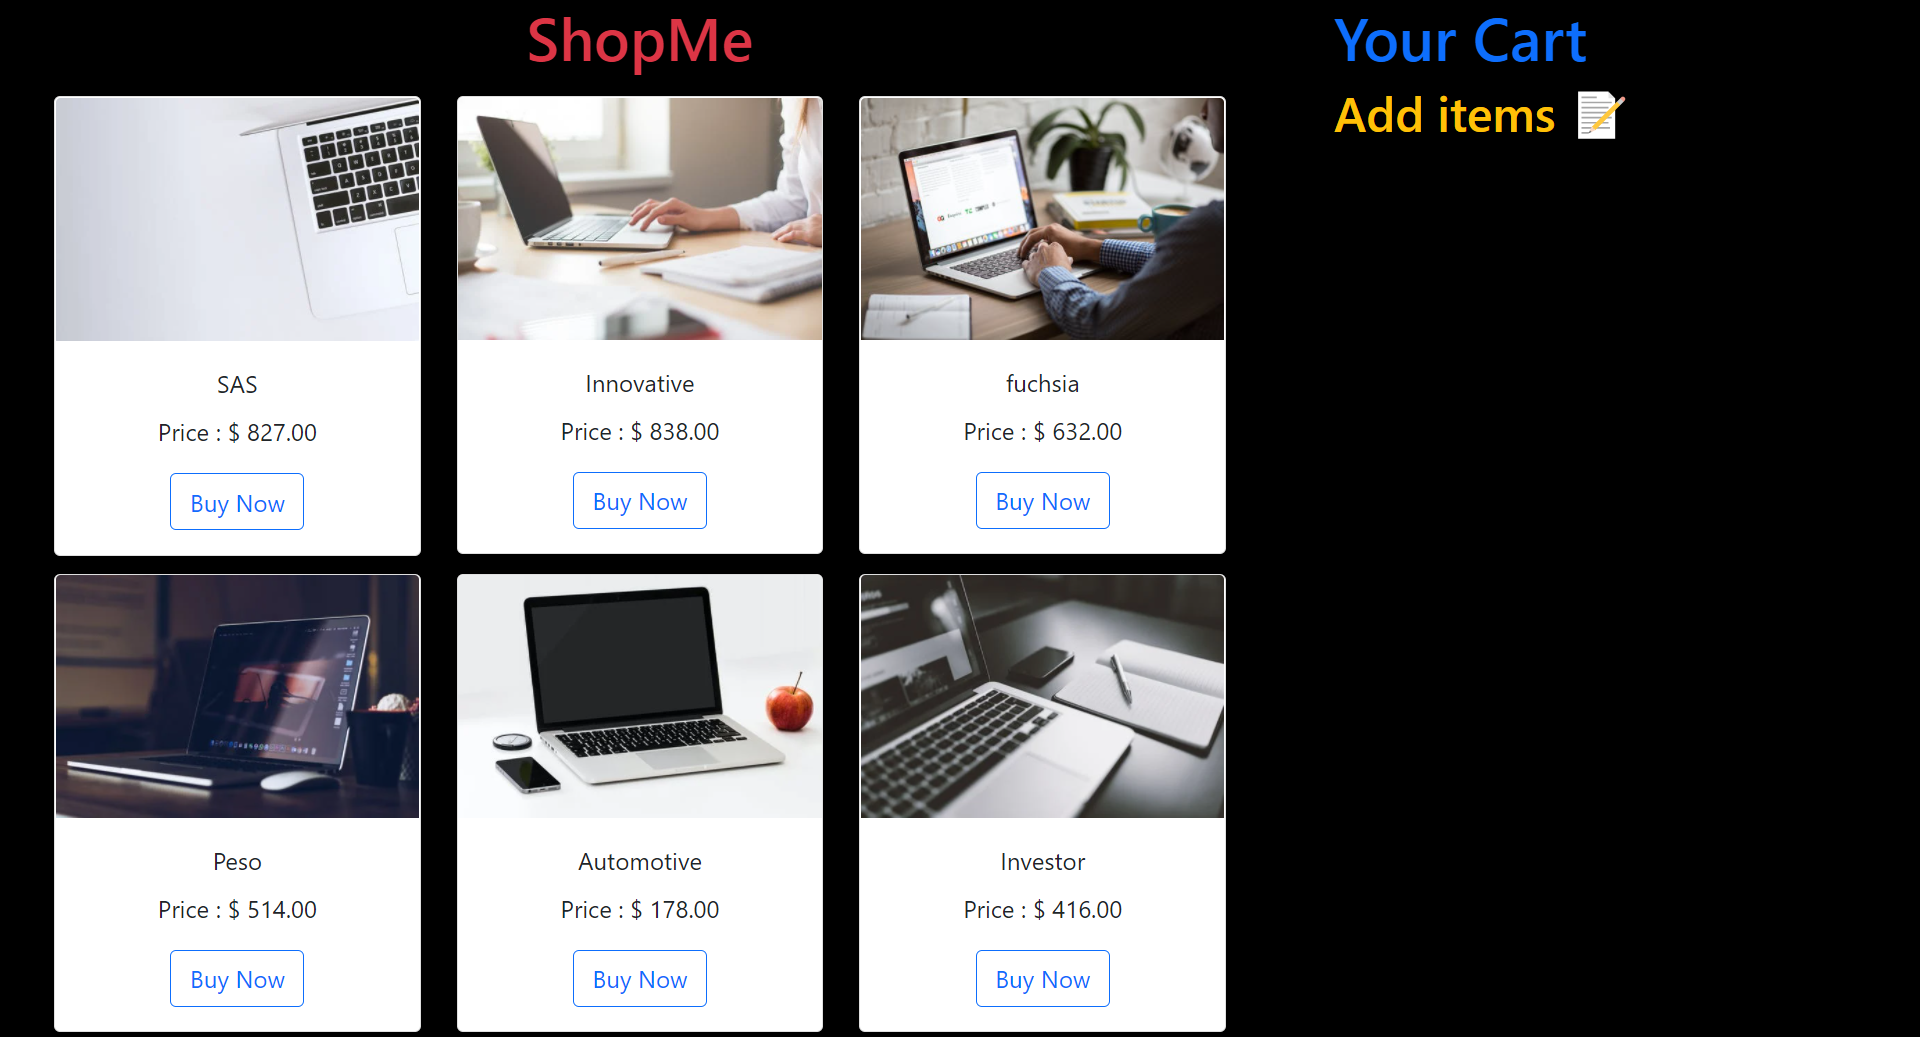 ShopMe
SAS
Price : $ 827.00
Buy Now
Innovative
Price : $ 838.00
Buy Now
fuchsia
Price : $ 632.00
Buy Now
Peso
Price : $ 514.00
Buy Now
Automotive
Price : $ 178.00
Buy Now
Investor
Price : $ 416.00
Buy Now
Your Cart
Add items 📝